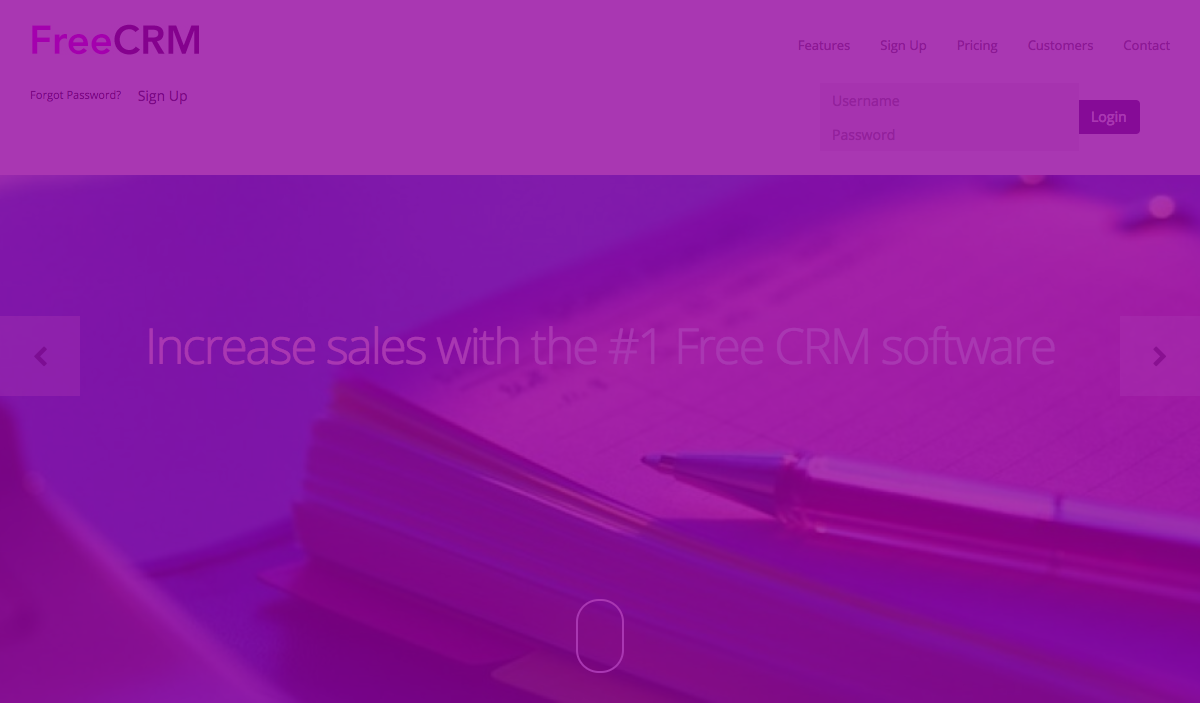 FreeCRM
Features Sign Up Pricing Customers Contact
Forgot Password? Sign Up
Username
Password
Login
Increase sales with the #1 Free CRM software